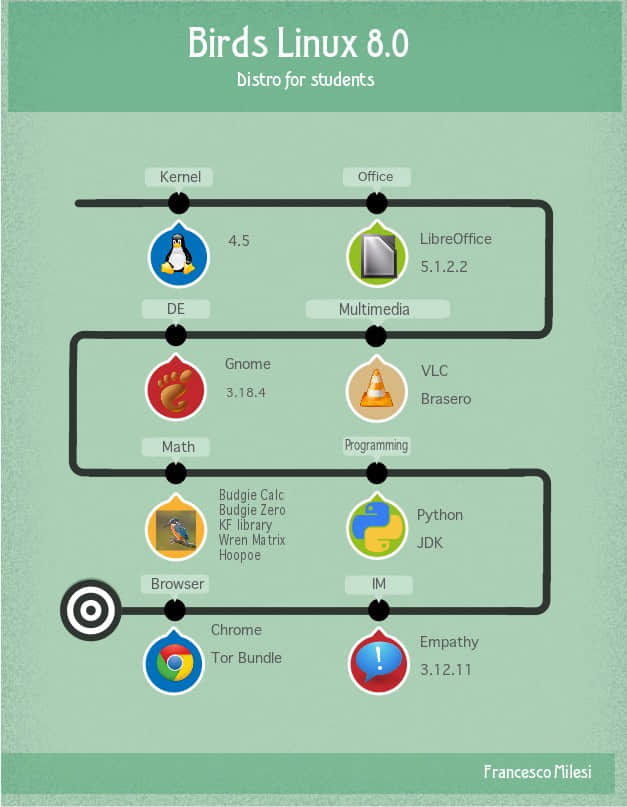 Birds Linux 8.0
Distro for students
Kernel
4.5
Office
LibreOffice
5.1.2.2
DE
Gnome
3.18.4
Multimedia
VLC
Brasero
Math
Budgie Calc
Budgie Zero
KF library
Wren Matrix
Hoopoe
Programming
Python
JDK
Browser
Chrome
Tor Bundle
IM
Empathy
3.12.11
Francesco Milesi